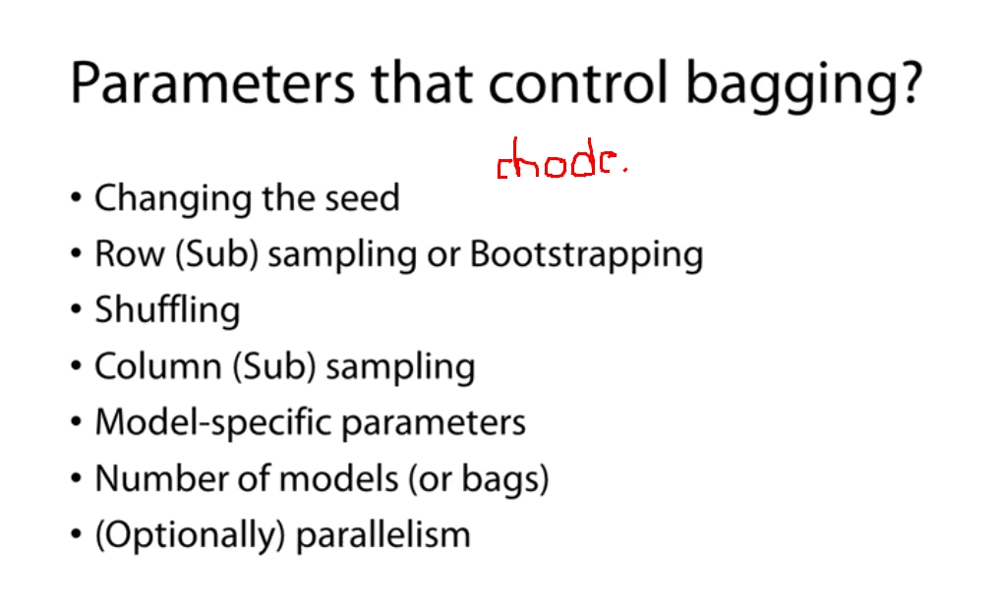 Parameters that control bagging?
chode.
• Changing the seed
• Row (Sub) sampling or Bootstrapping
• Shuffling
• Column (Sub) sampling
• Model-specific parameters
• Number of models (or bags)
• (Optionally) parallelism